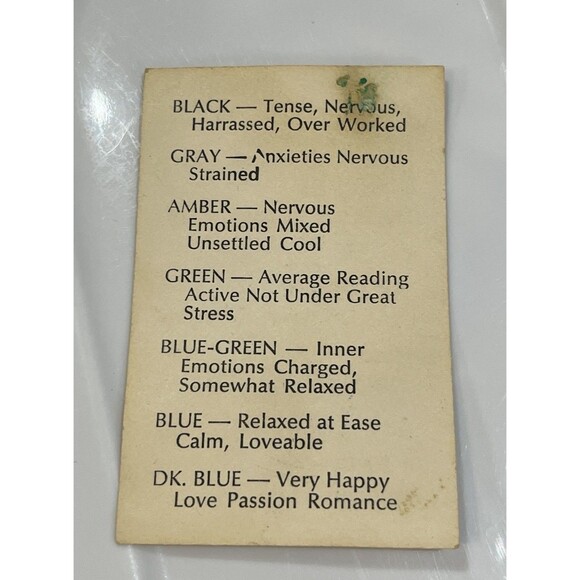 BLACK — Tense, Nervous,
Harrassed, Over Worked
GRAY — Anxieties Nervous
Strained
AMBER — Nervous
Emotions Mixed
Unsettled Cool
GREEN — Average Reading
Active Not Under Great
Stress
BLUE-GREEN — Inner
Emotions Charged,
Somewhat Relaxed
BLUE — Relaxed at Ease
Calm, Loveable
DK. BLUE — Very Happy
Love Passion Romance